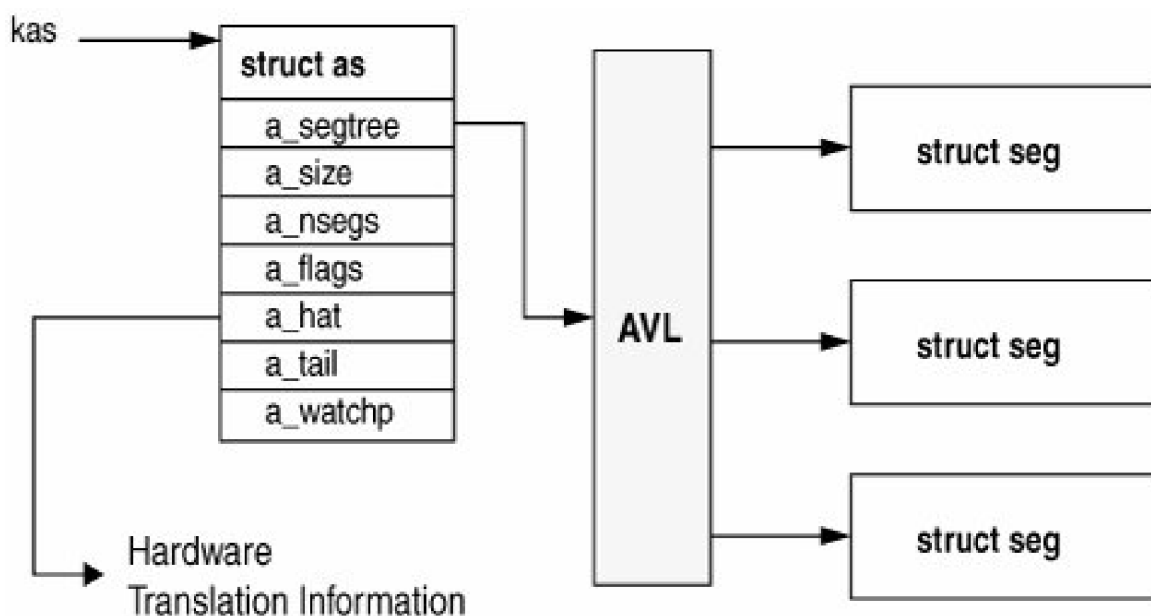 kas
struct as
a_segtree
a_size
a_nsegs
a_flags
a_hat
a_tail
a_watchp
Hardware
Translation Information
AVL
struct seg
struct seg
struct seg